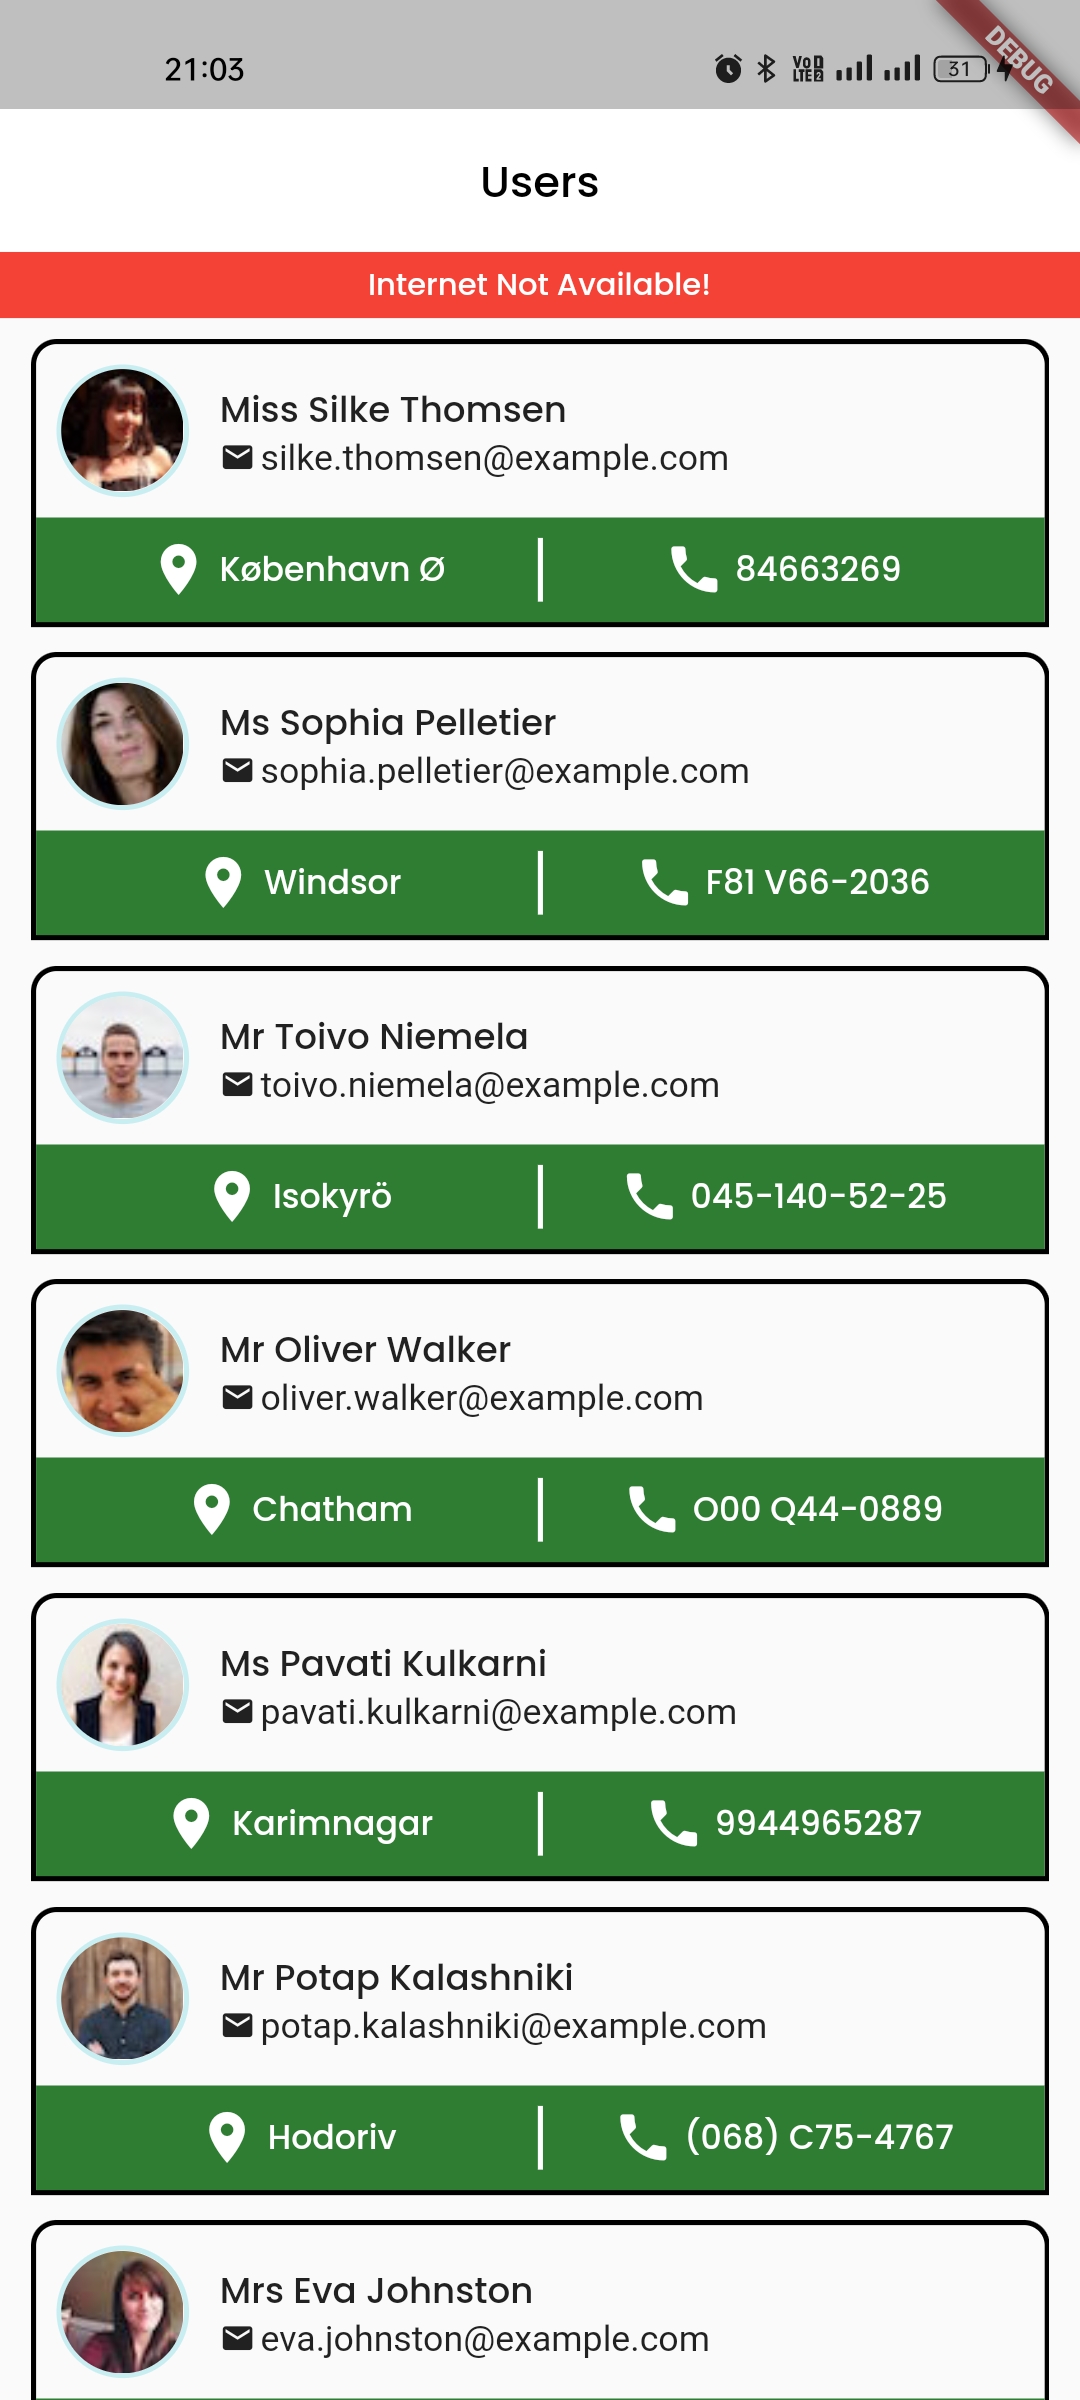 21:03
Vo D
LTE 2
31
DEBUG
Users
Internet Not Available!
Miss Silke Thomsen
silke.thomsen@example.com
København Ø
84663269
Ms Sophia Pelletier
sophia.pelletier@example.com
Windsor
F81 V66-2036
Mr Toivo Niemela
toivo.niemela@example.com
Isokyrö
045-140-52-25
Mr Oliver Walker
oliver.walker@example.com
Chatham
O00 Q44-0889
Ms Pavati Kulkarni
pavati.kulkarni@example.com
Karimnagar
9944965287
Mr Potap Kalashniki
potap.kalashniki@example.com
Hodoriv
(068) C75-4767
Mrs Eva Johnston
eva.johnston@example.com